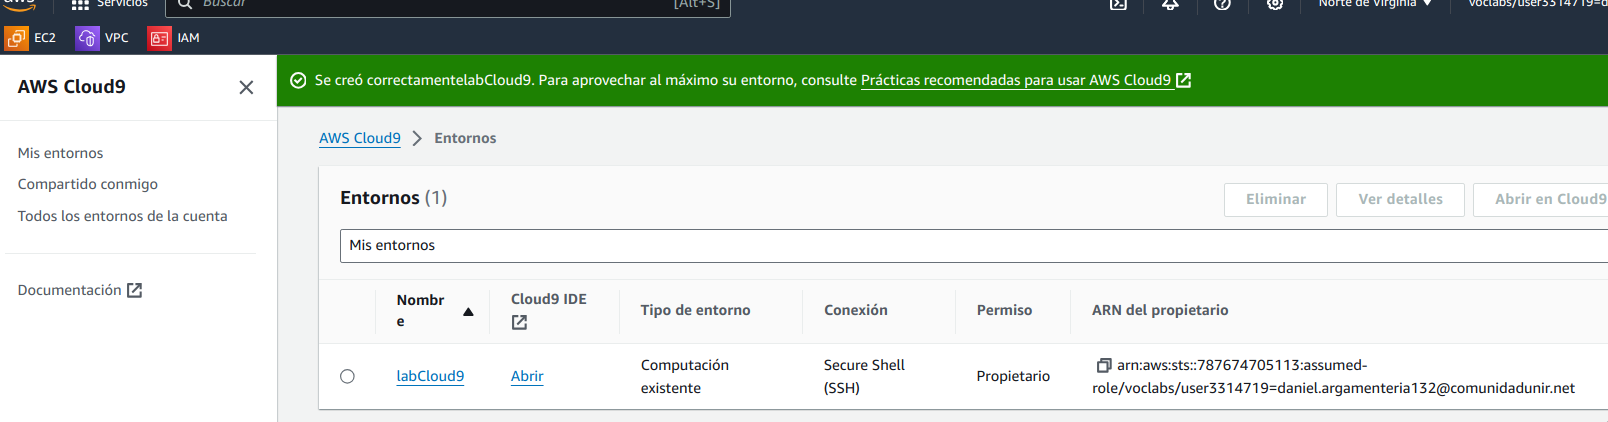 aws Servicios Buscar [Alt+S] Norte de Virginia
EC2 VPC IAM
AWS Cloud9
Se creó correctamentelabCloud9. Para aprovechar al máximo su entorno, consulte Prácticas recomendadas para usar AWS Cloud9
AWS Cloud9 Entornos
Mis entornos
Compartido conmigo
Todos los entornos de la cuenta
Documentación
Entornos (1)
Eliminar Ver detalles Abrir en Cloud9
Mis entornos
Nombr
e
Cloud9 IDE
Tipo de entorno
Conexión
Permiso
ARN del propietario
labCloud9
Abrir
Computación
existente
Secure Shell
(SSH)
Propietario
arn:aws:sts::787674705113:assumed-
role/voclabs/user3314719=daniel.argamenteria132@comunidadunir.net